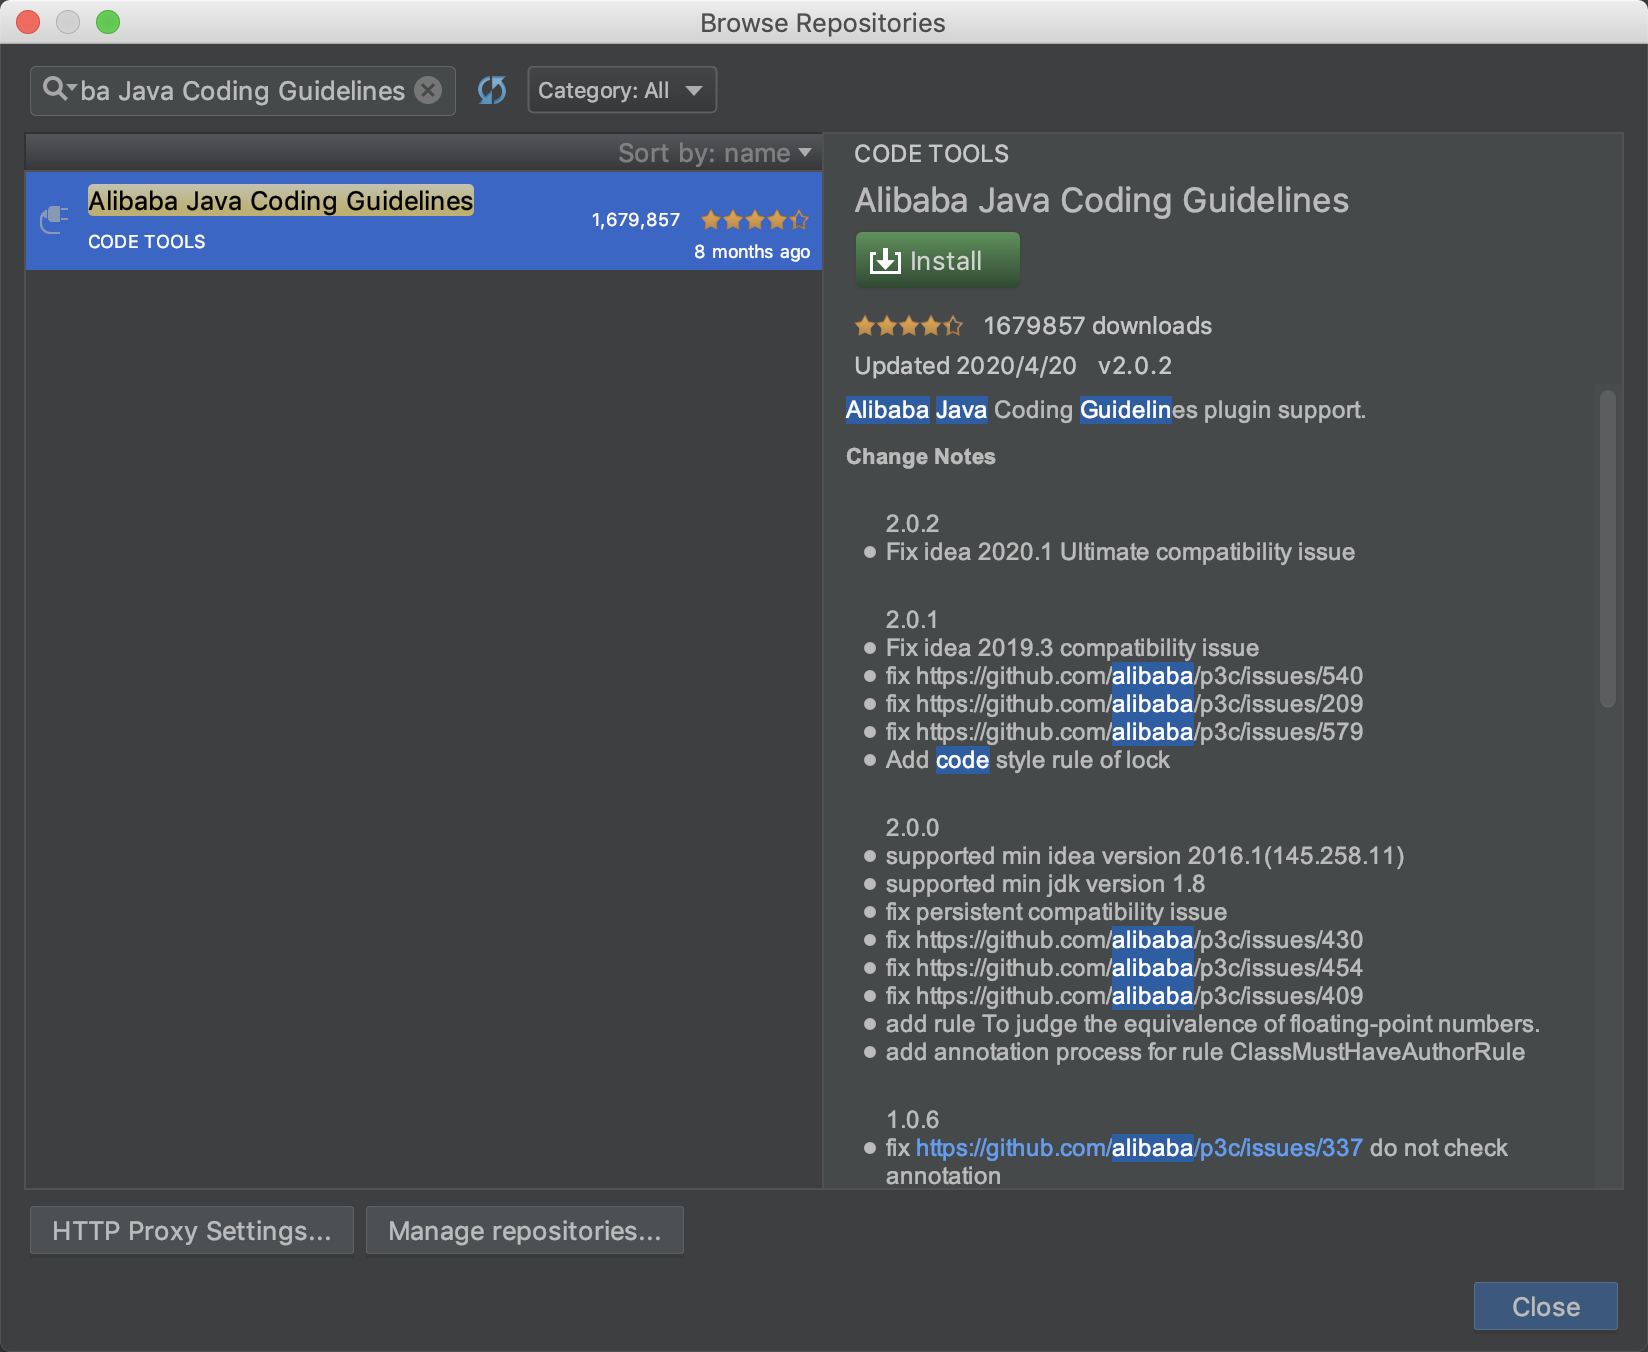 Browse Repositories
ba Java Coding Guidelines
Category: All
Sort by: name
Alibaba Java Coding Guidelines
CODE TOOLS
1,679,857
8 months ago
CODE TOOLS
Alibaba Java Coding Guidelines
Install
1679857 downloads
Updated 2020/4/20 v2.0.2
Alibaba Java Coding Guidelines plugin support.
Change Notes
2.0.2
● Fix idea 2020.1 Ultimate compatibility issue
2.0.1
● Fix idea 2019.3 compatibility issue
● fix https://github.com/alibaba/p3c/issues/540
● fix https://github.com/alibaba/p3c/issues/209
● fix https://github.com/alibaba/p3c/issues/579
● Add code style rule of lock
2.0.0
● supported min idea version 2016.1(145.258.11)
● supported min jdk version 1.8
● fix persistent compatibility issue
● fix https://github.com/alibaba/p3c/issues/430
● fix https://github.com/alibaba/p3c/issues/454
● fix https://github.com/alibaba/p3c/issues/409
● add rule To judge the equivalence of floating-point numbers.
● add annotation process for rule ClassMustHaveAuthorRule
1.0.6
● fix https://github.com/alibaba/p3c/issues/337 do not check
annotation
HTTP Proxy Settings...
Manage repositories...
Close